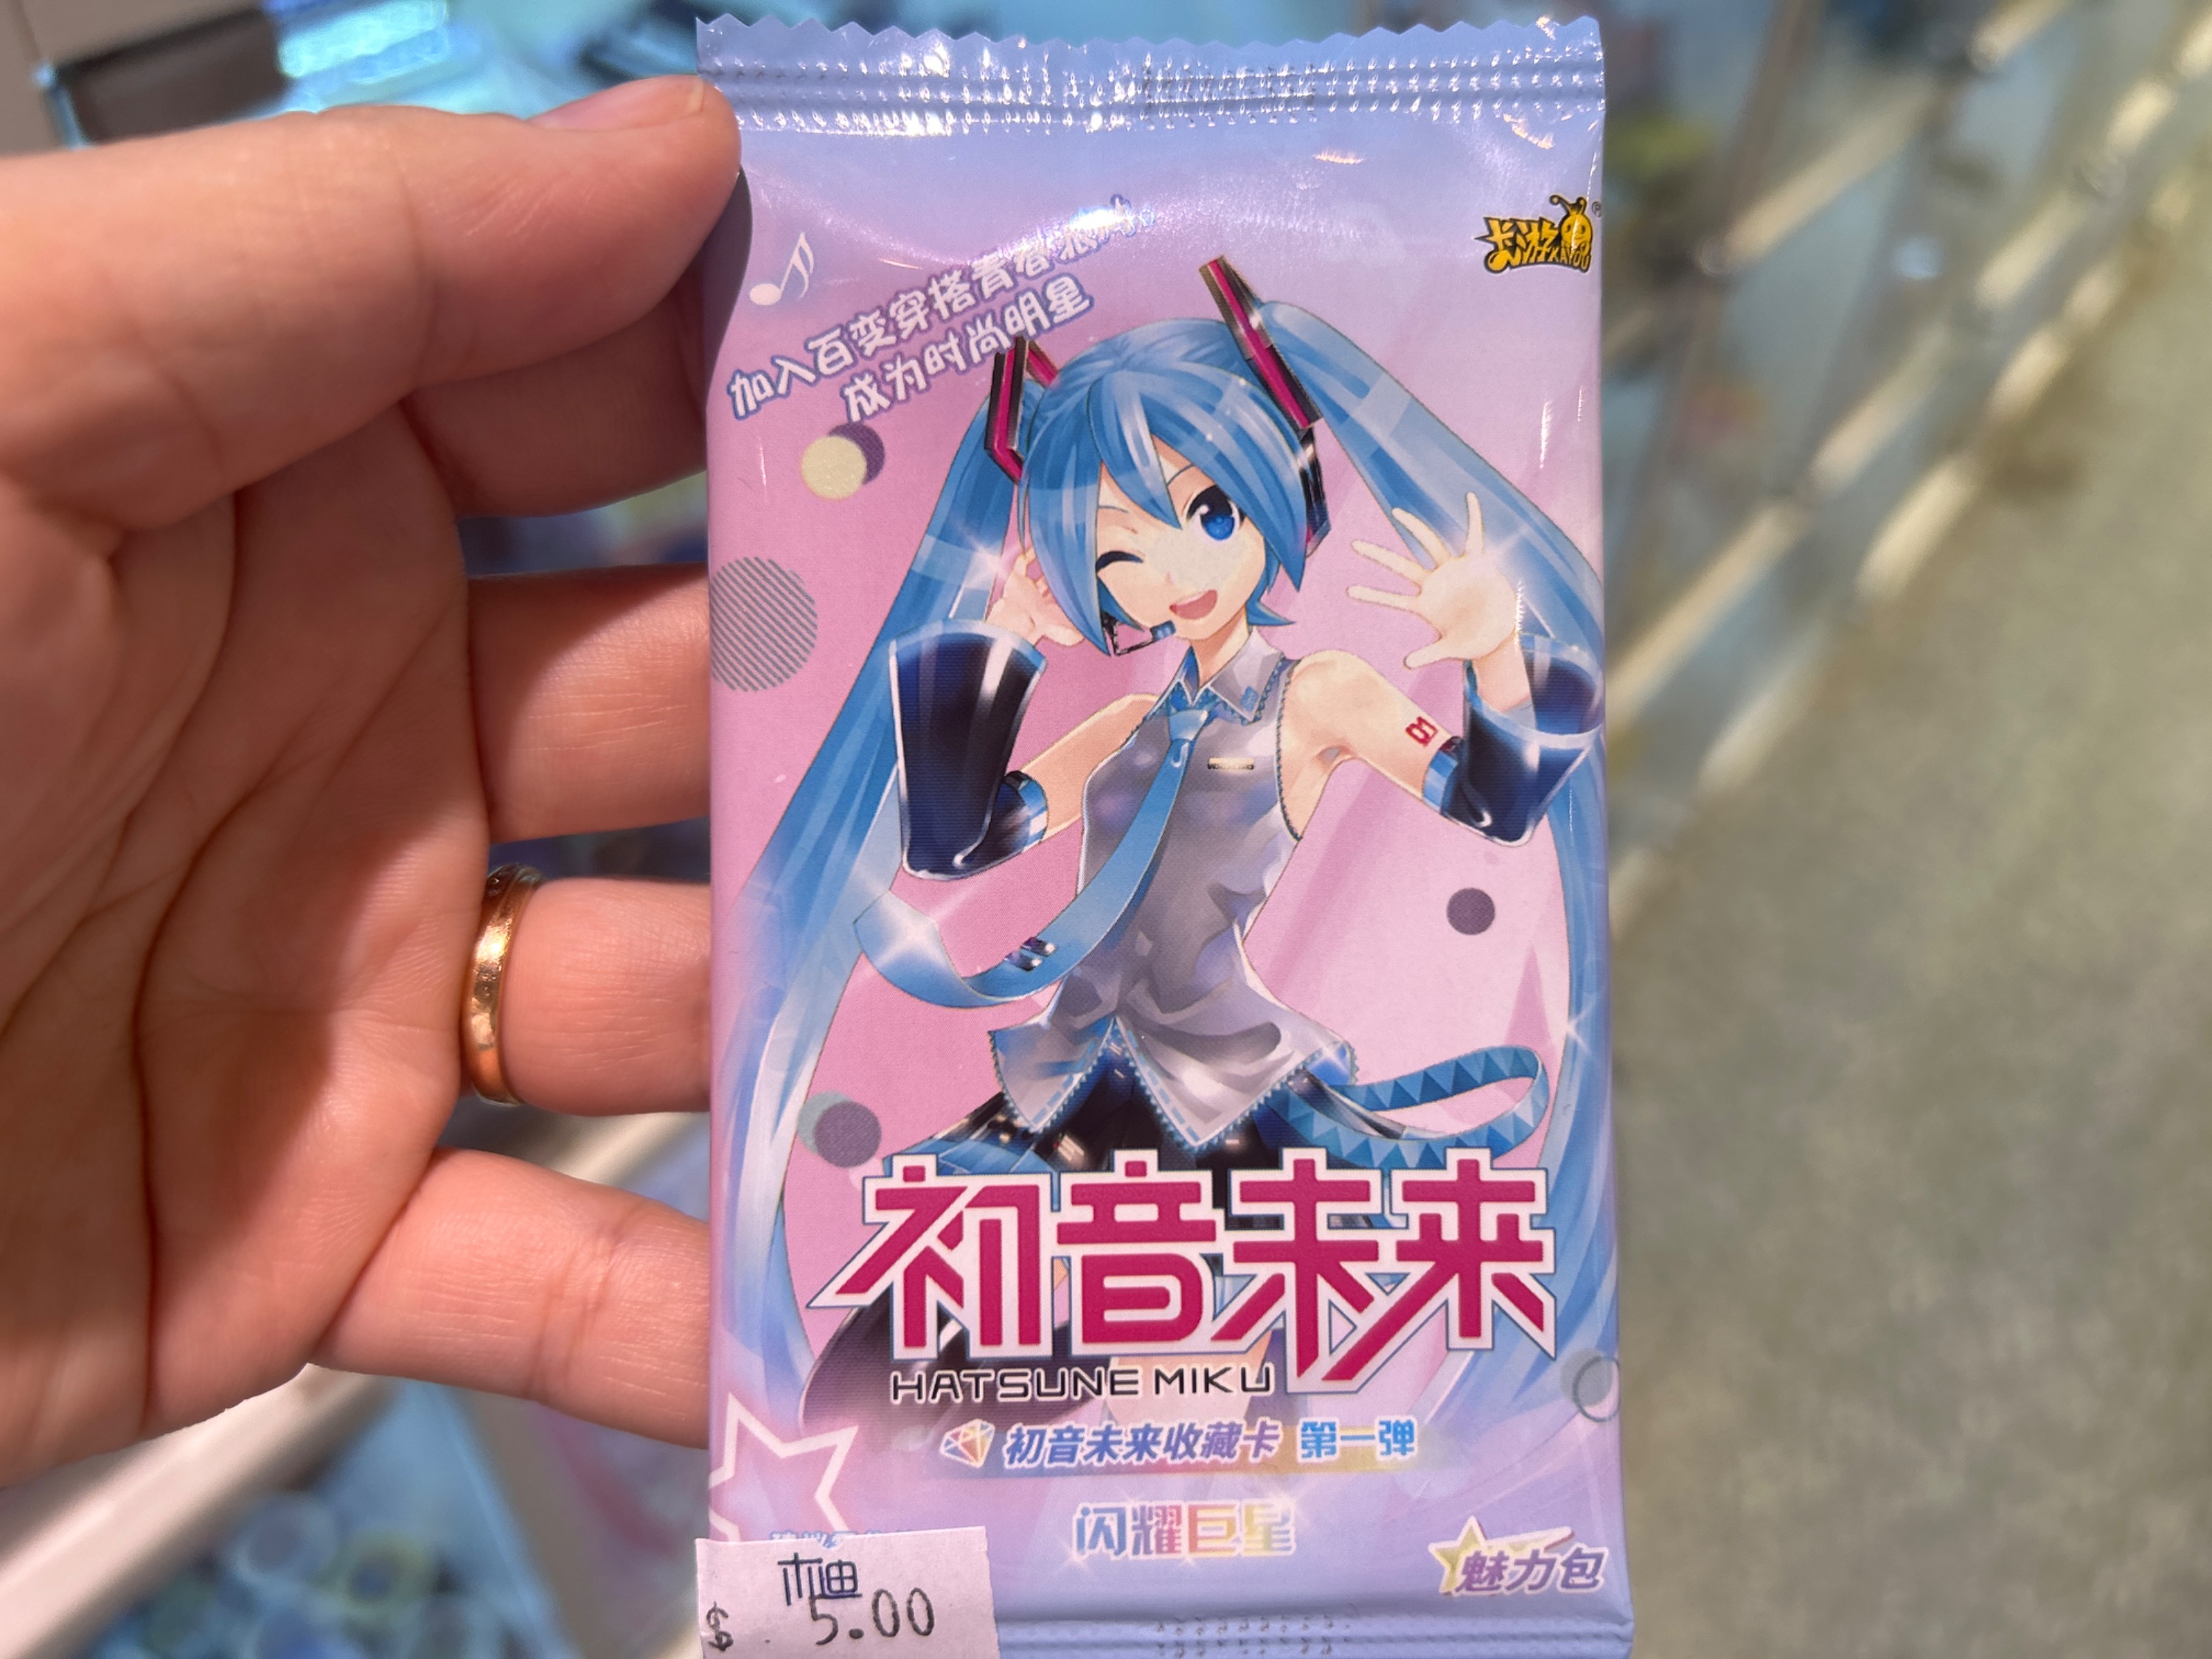 卡游
KAYOU
加入百变穿搭青春
成为时尚明星
01
初音未来
HATSUNE MIKU
初音未来收藏卡 第一弹
闪耀巨星
魅力包
$ 5.00